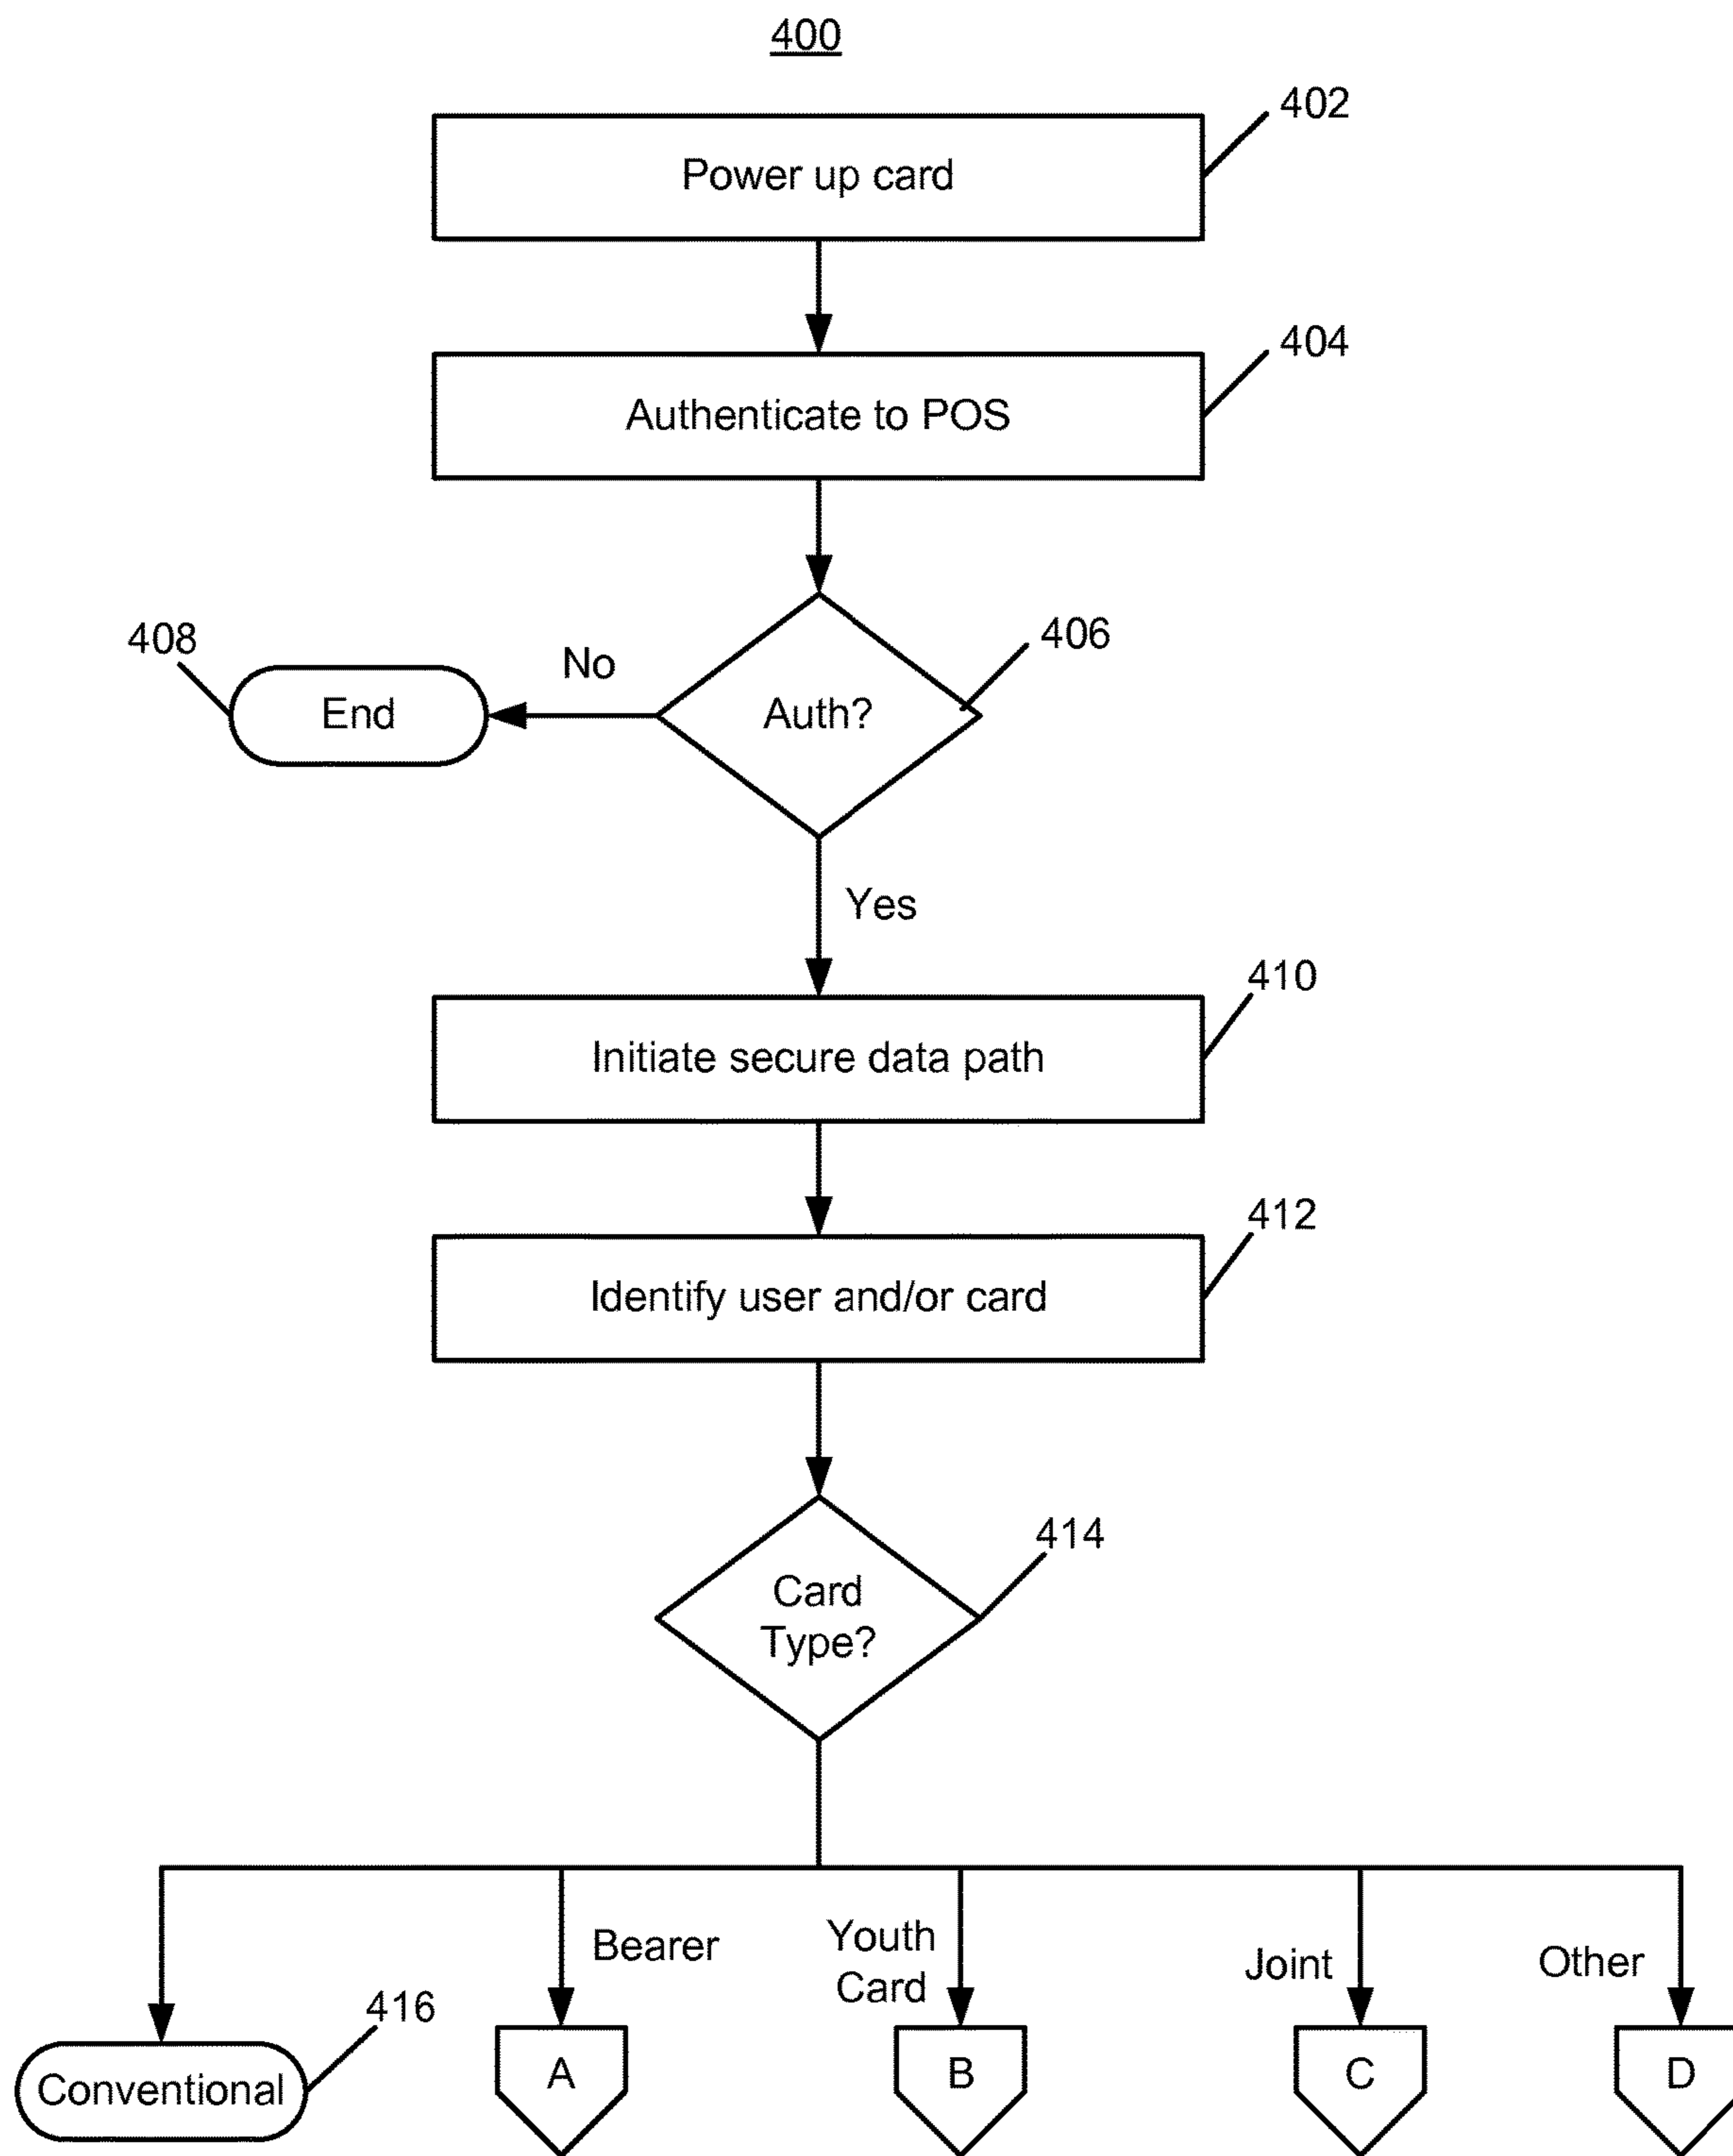 400
402
Power up card
404
Authenticate to POS
408
No
406
End
Auth?
Yes
410
Initiate secure data path
412
Identify user and/or card
414
Card
Type?
Bearer
Youth
Card
Joint
Other
416
Conventional
A
B
C
D